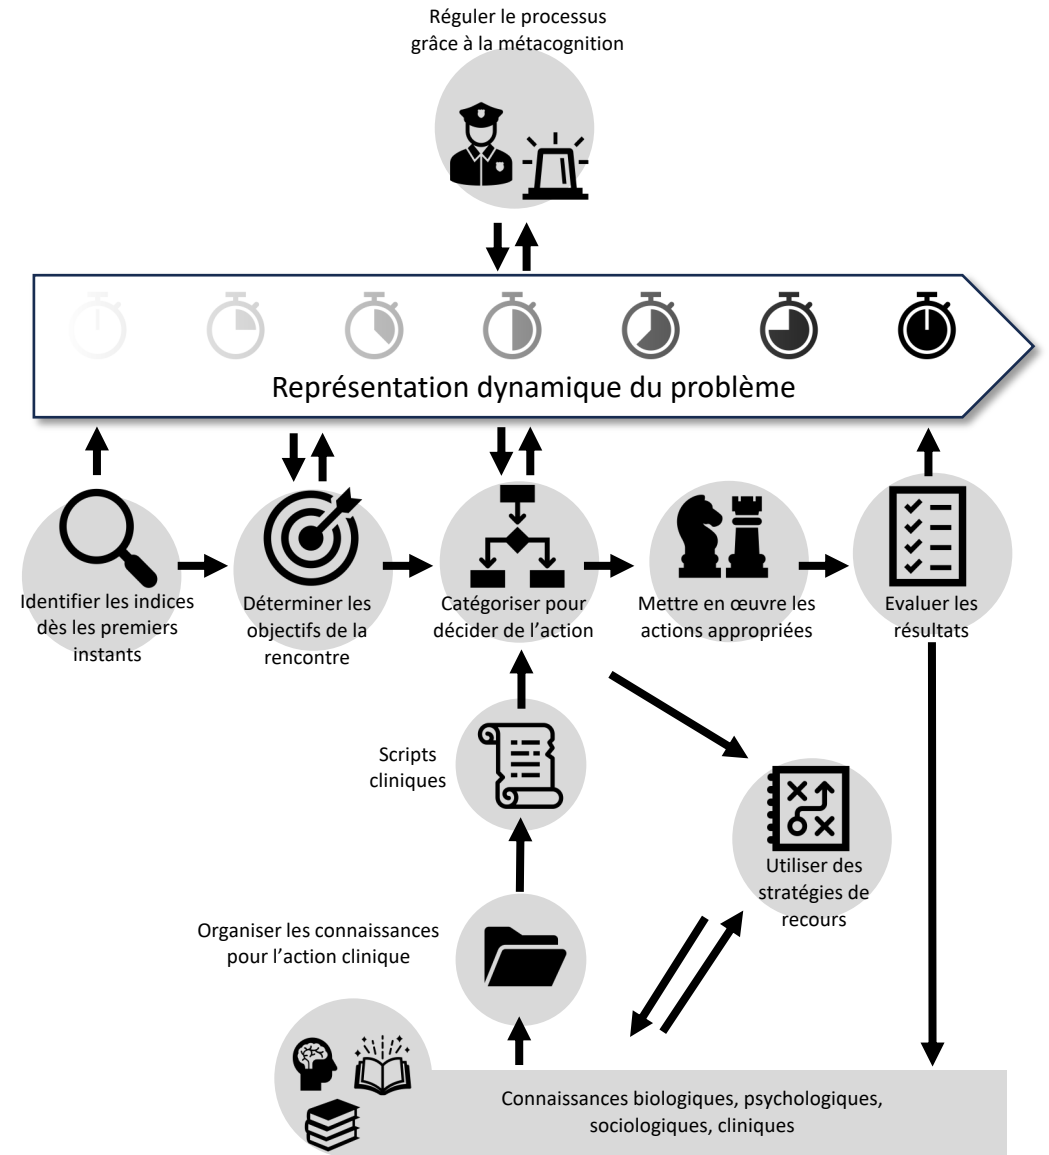 Réguler le processus
grâce à la métacognition
Représentation dynamique du problème
Identifier les indices
dès les premiers
instants
Déterminer les
objectifs de la
rencontre
Catégoriser pour
décider de l'action
Mettre en œuvre les
actions appropriées
Evaluer les
résultats
Scripts
cliniques
Utiliser des
stratégies de
recours
Organiser les connaissances
pour l'action clinique
Connaissances biologiques, psychologiques,
sociologiques, cliniques